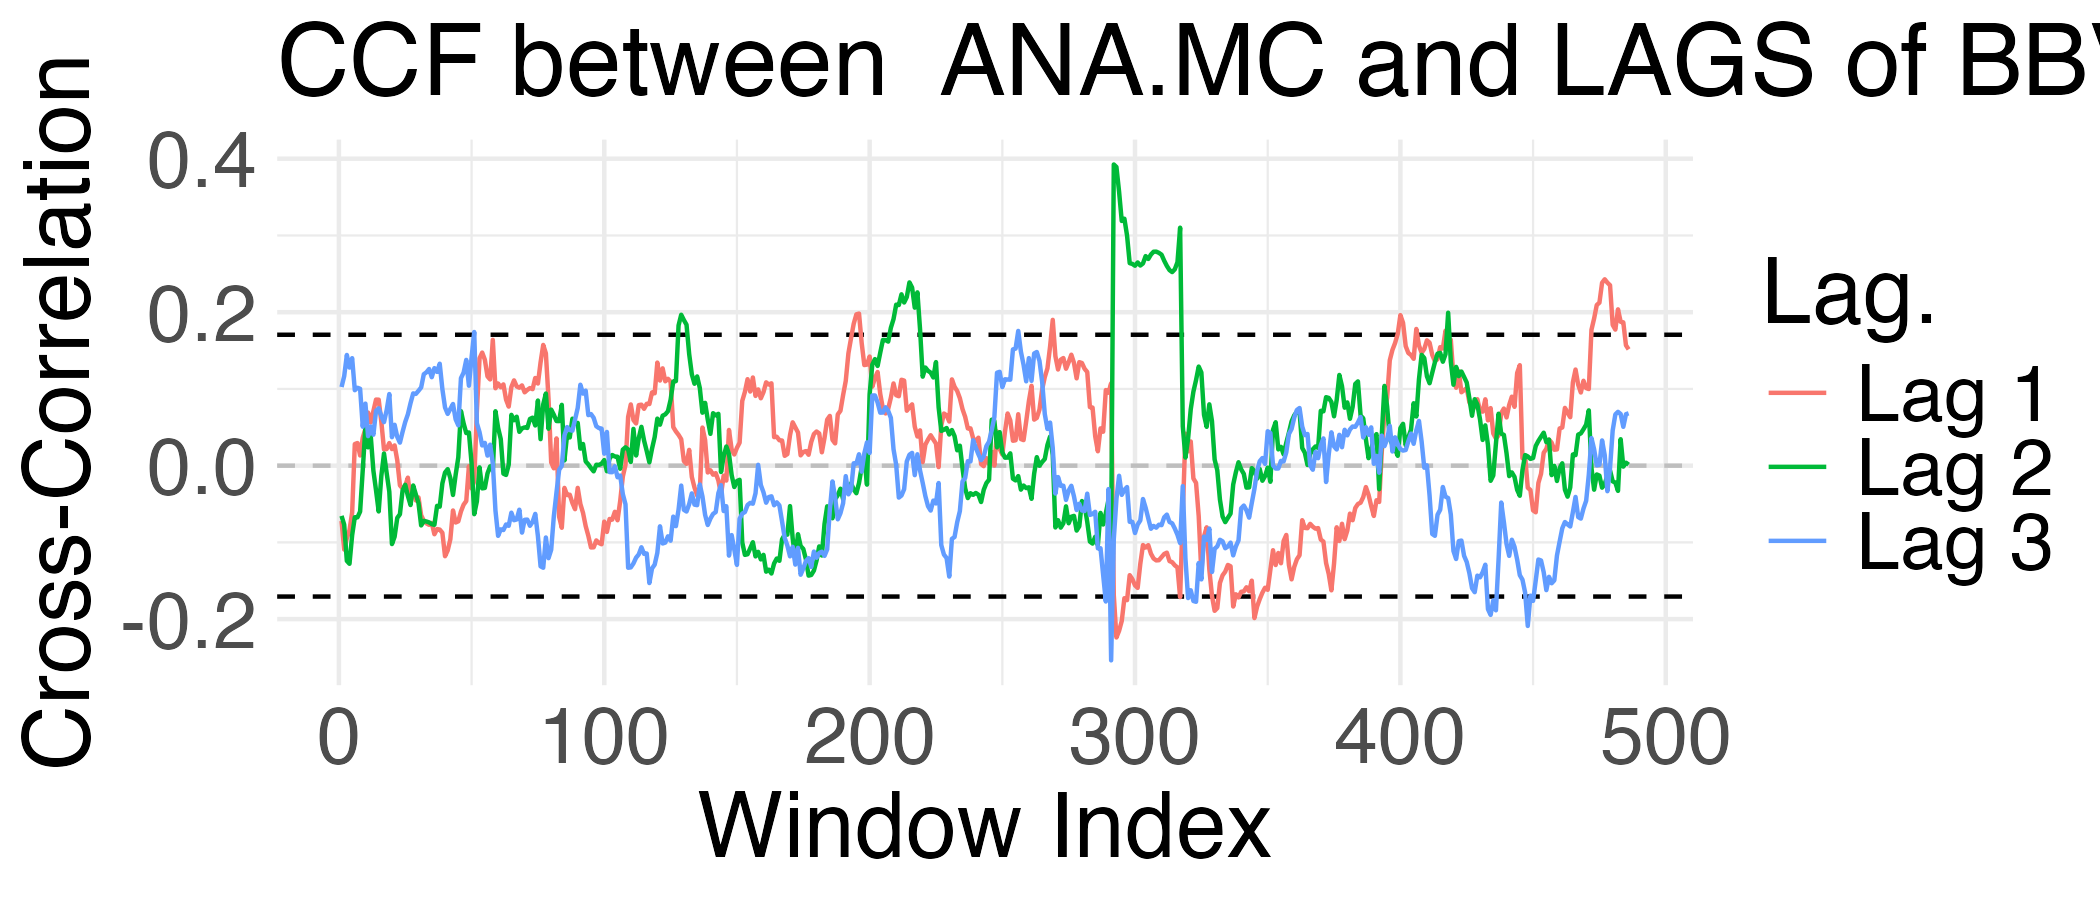 CCF between  ANA.MC and LAGS of BBV
Cross-Correlation
0.4
0.2
0.0
-0.2
0
100
200
300
400
500
Window Index
Lag.
Lag 1
Lag 2
Lag 3